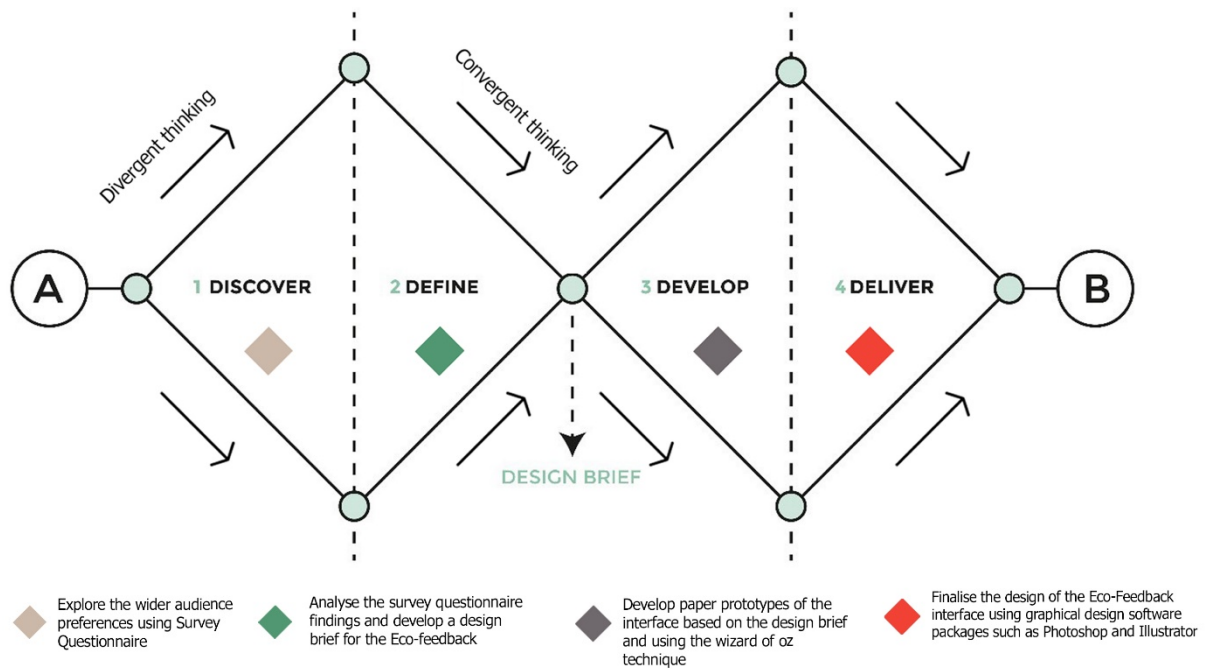 Divergent thinking
Convergent thinking
A
1 DISCOVER
2 DEFINE
3 DEVELOP
4 DELIVER
B
DESIGN BRIEF
Explore the wider audience
preferences using Survey
Questionnaire
Analyse the survey questionnaire
findings and develop a design
brief for the Eco-feedback
Develop paper prototypes of the
interface based on the design brief
and using the wizard of oz
technique
Finalise the design of the Eco-Feedback
interface using graphical design software
packages such as Photoshop and Illustrator